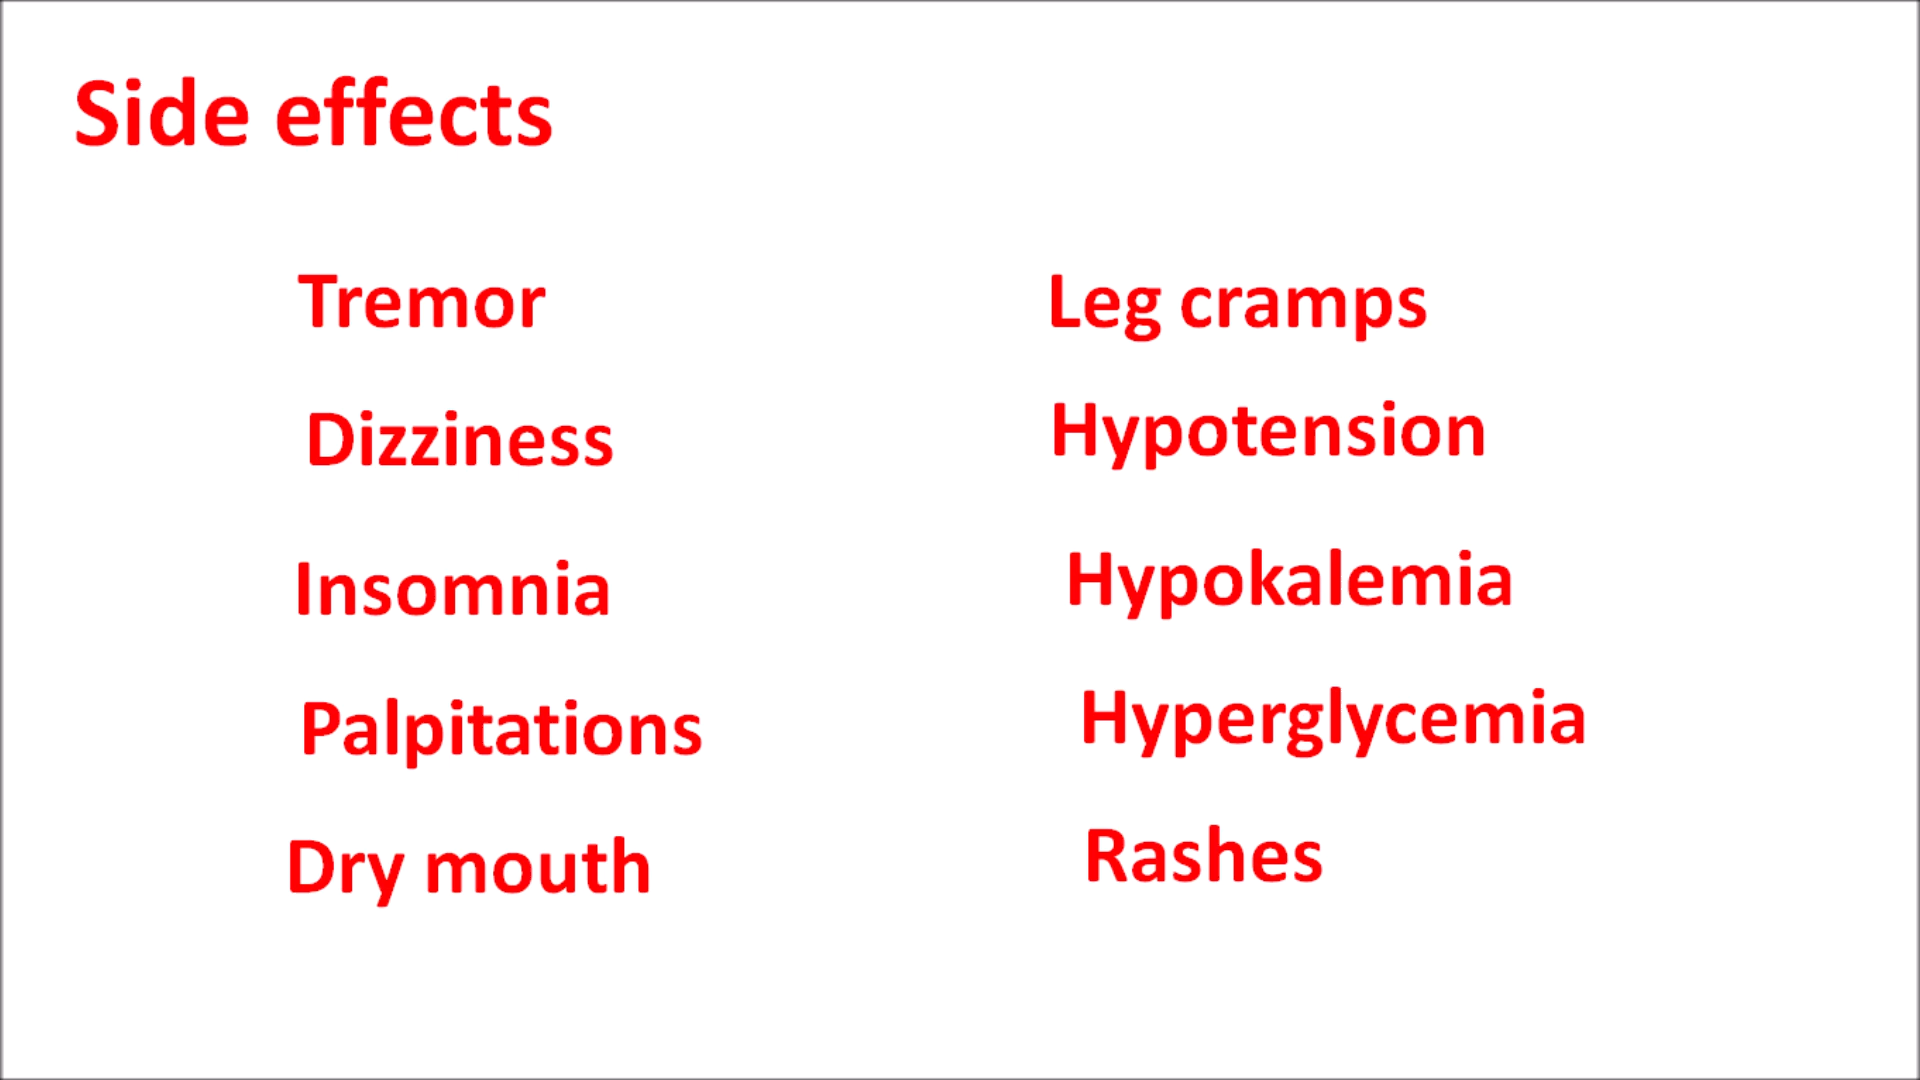 Side effects
Tremor
Dizziness
Insomnia
Palpitations
Dry mouth
Leg cramps
Hypotension
Hypokalemia
Hyperglycemia
Rashes